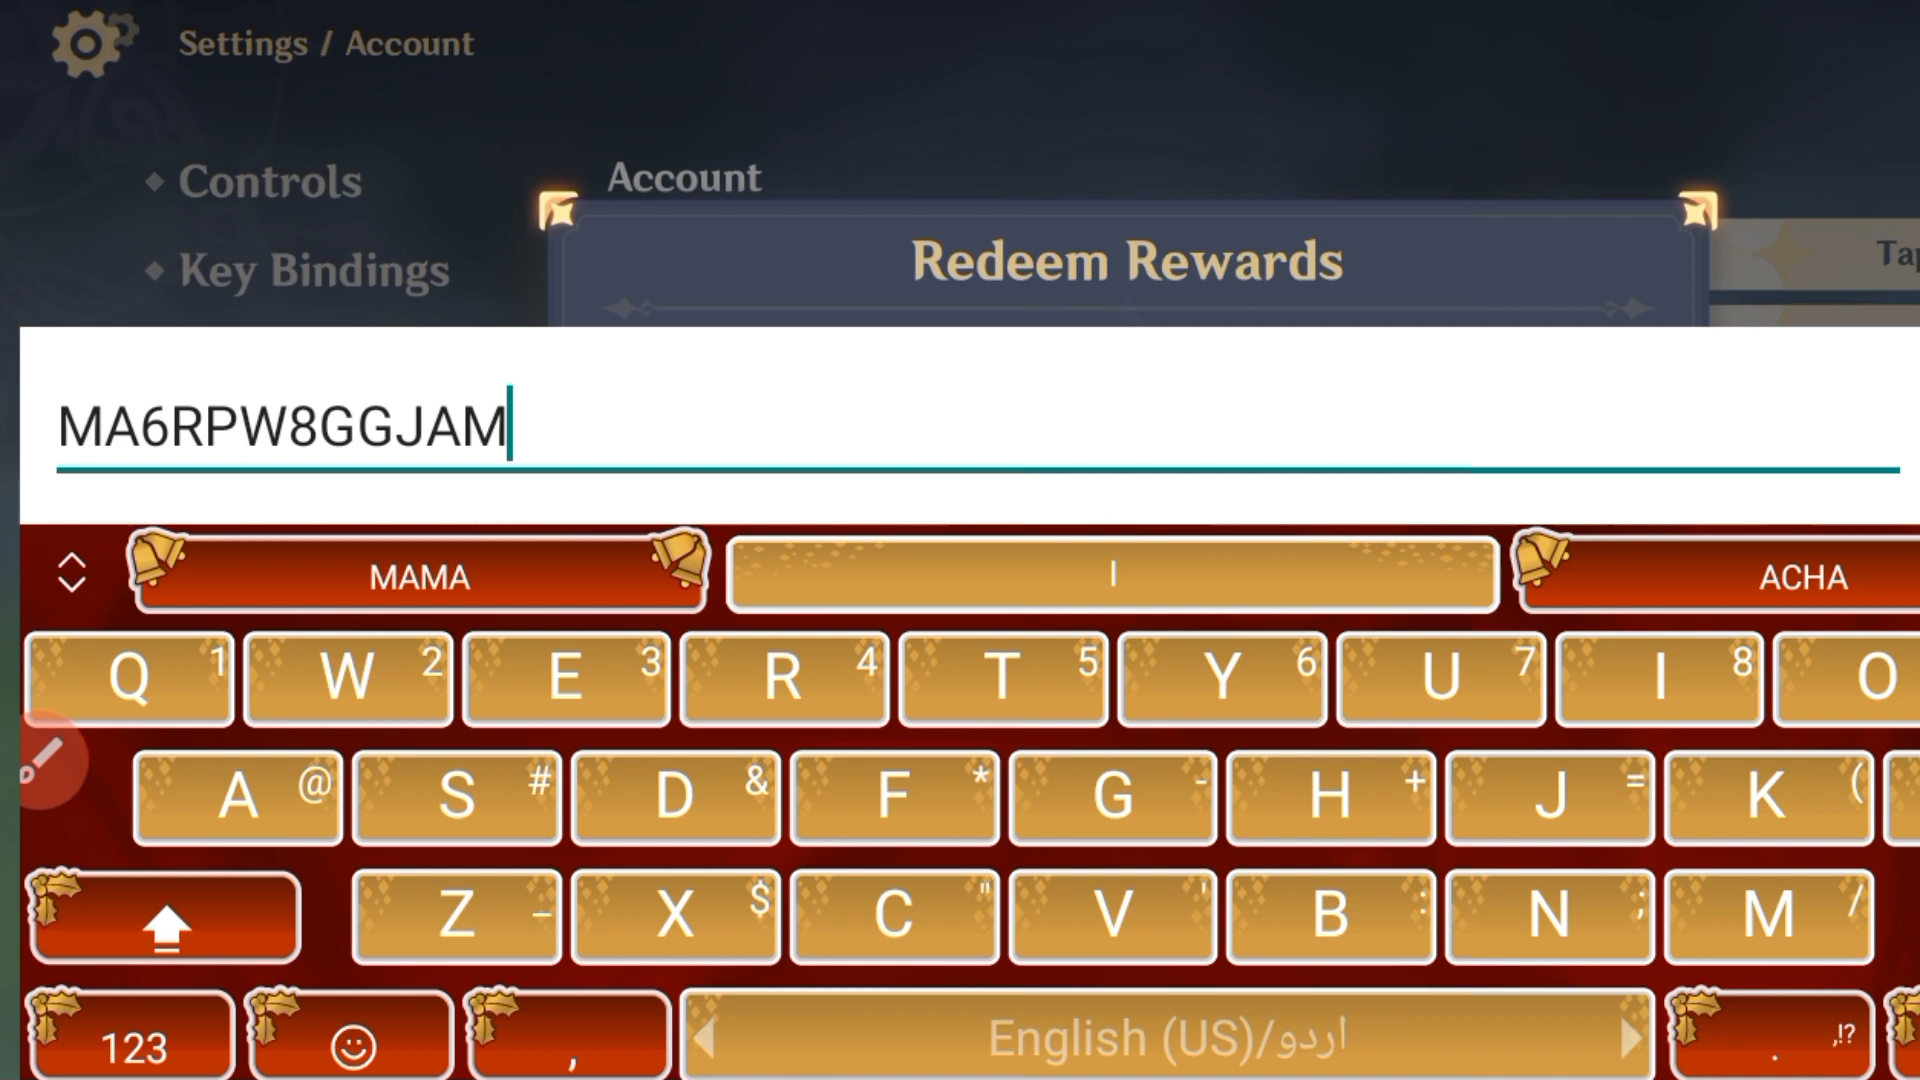 Settings / Account
Controls
Account
Key Bindings
Redeem Rewards
MA6RPW8GGJAM
MAMA
I
ACHA
Q 1 W 2 E 3 R 4 T 5 Y 6 U 7 I 8 O
A @ S # D & F * G - H + J = K (
Z _ X $ C " V ' B : N ; M /
123 , English (US)/اردو . ,!?